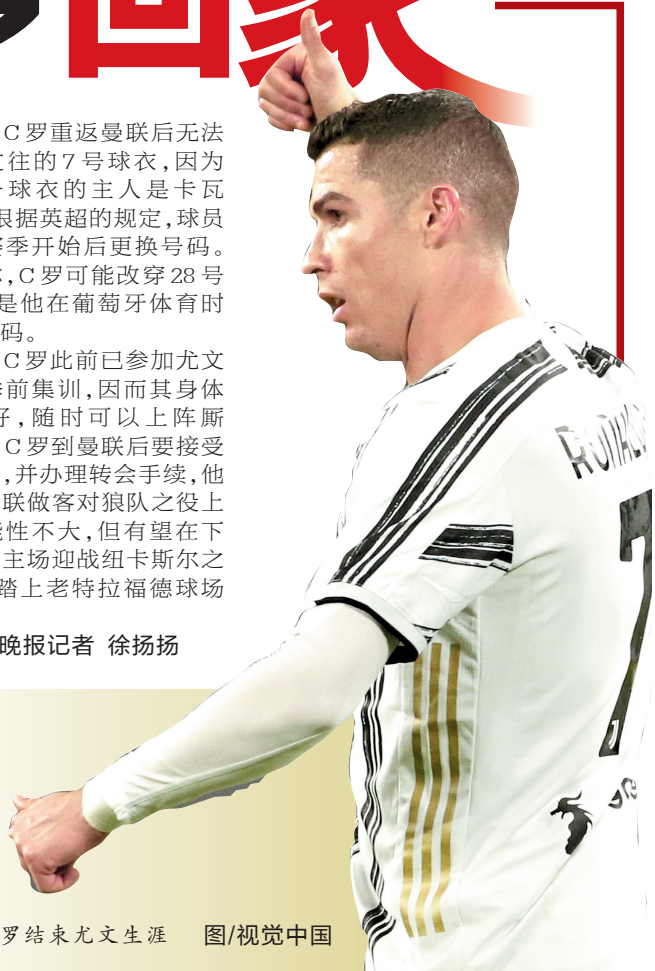 回家
C罗重返曼联后无法
往的7号球衣,因为
球衣的主人是卡瓦
根据英超的规定,球员
赛季开始后更换号码。
,C罗可能改穿28号
是他在葡萄牙体育时
码。
C罗此前已参加尤文
季前集训,因而其身体
好,随时可以上阵厮
C罗到曼联后要接受
,并办理转会手续,他
联做客对狼队之役上
能性不大,但有望在下
主场迎战纽卡斯尔之
踏上老特拉福德球场
晚报记者 徐扬扬
RONALD
7
罗结束尤文生涯 图/视觉中国